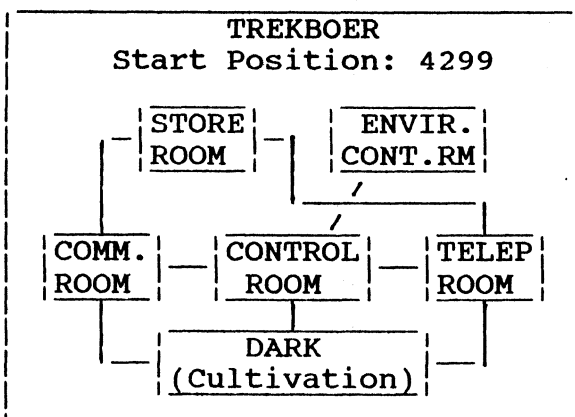 TREKBOER
Start Position: 4299
STORE
ROOM
ENVIR.
CONT.RM
COMM.
ROOM
CONTROL
ROOM
TELEP
ROOM
DARK
(Cultivation)